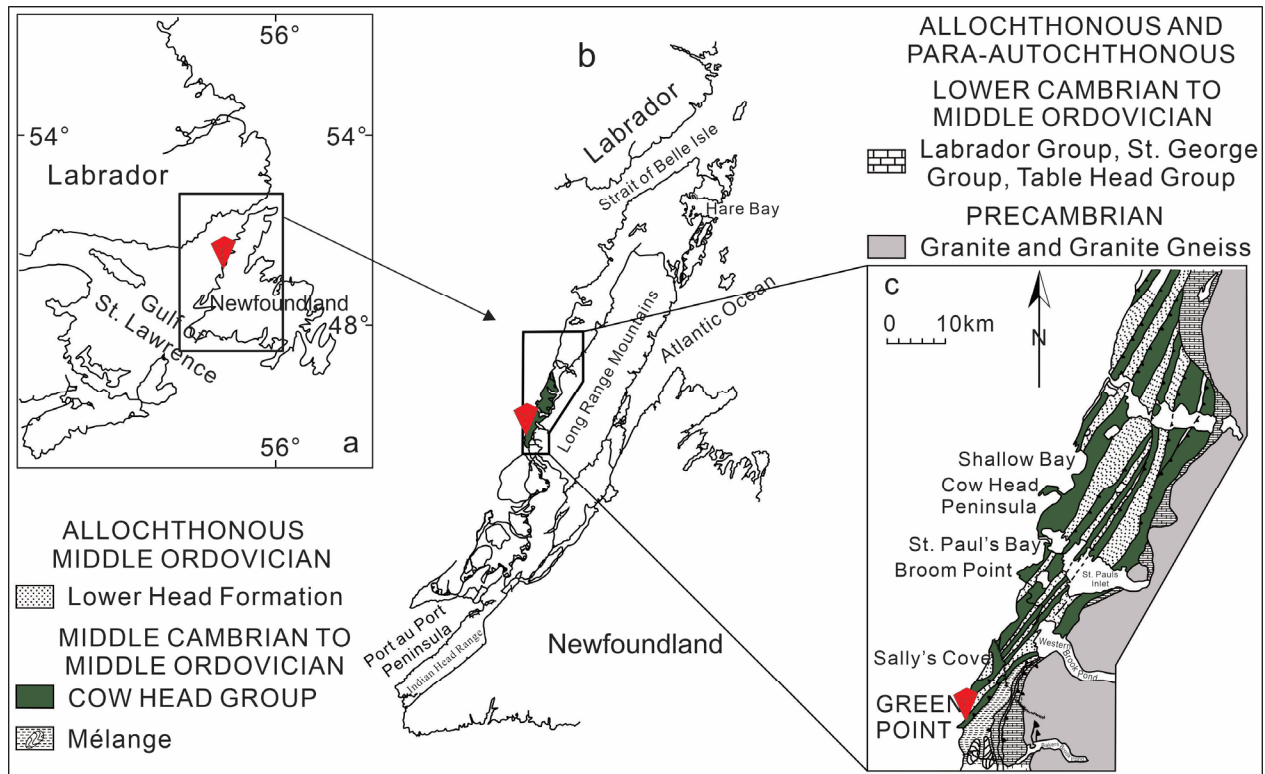 56°
54°
54°
Labrador
Newfoundland
48°
Gulf of
St. Lawrence
56°
a
b
Labrador
Strait of Belle Isle
Hare Bay
Atlantic Ocean
Long Range Mountains
Port au Port
Peninsula
Indian Head Range
Newfoundland
ALLOCHTHONOUS AND
PARA-AUTOCHTHONOUS
LOWER CAMBRIAN TO
MIDDLE ORDOVICIAN
Labrador Group, St. George
Group, Table Head Group
PRECAMBRIAN
Granite and Granite Gneiss
c
0 10km
N
Shallow Bay
Cow Head
Peninsula
St. Paul's Bay
Broom Point
St. Pauls
Inlet
Sally's Cove
Western
Brook
Pond
GREEN
POINT
ALLOCHTHONOUS
MIDDLE ORDOVICIAN
Lower Head Formation
MIDDLE CAMBRIAN TO
MIDDLE ORDOVICIAN
COW HEAD GROUP
Mélange